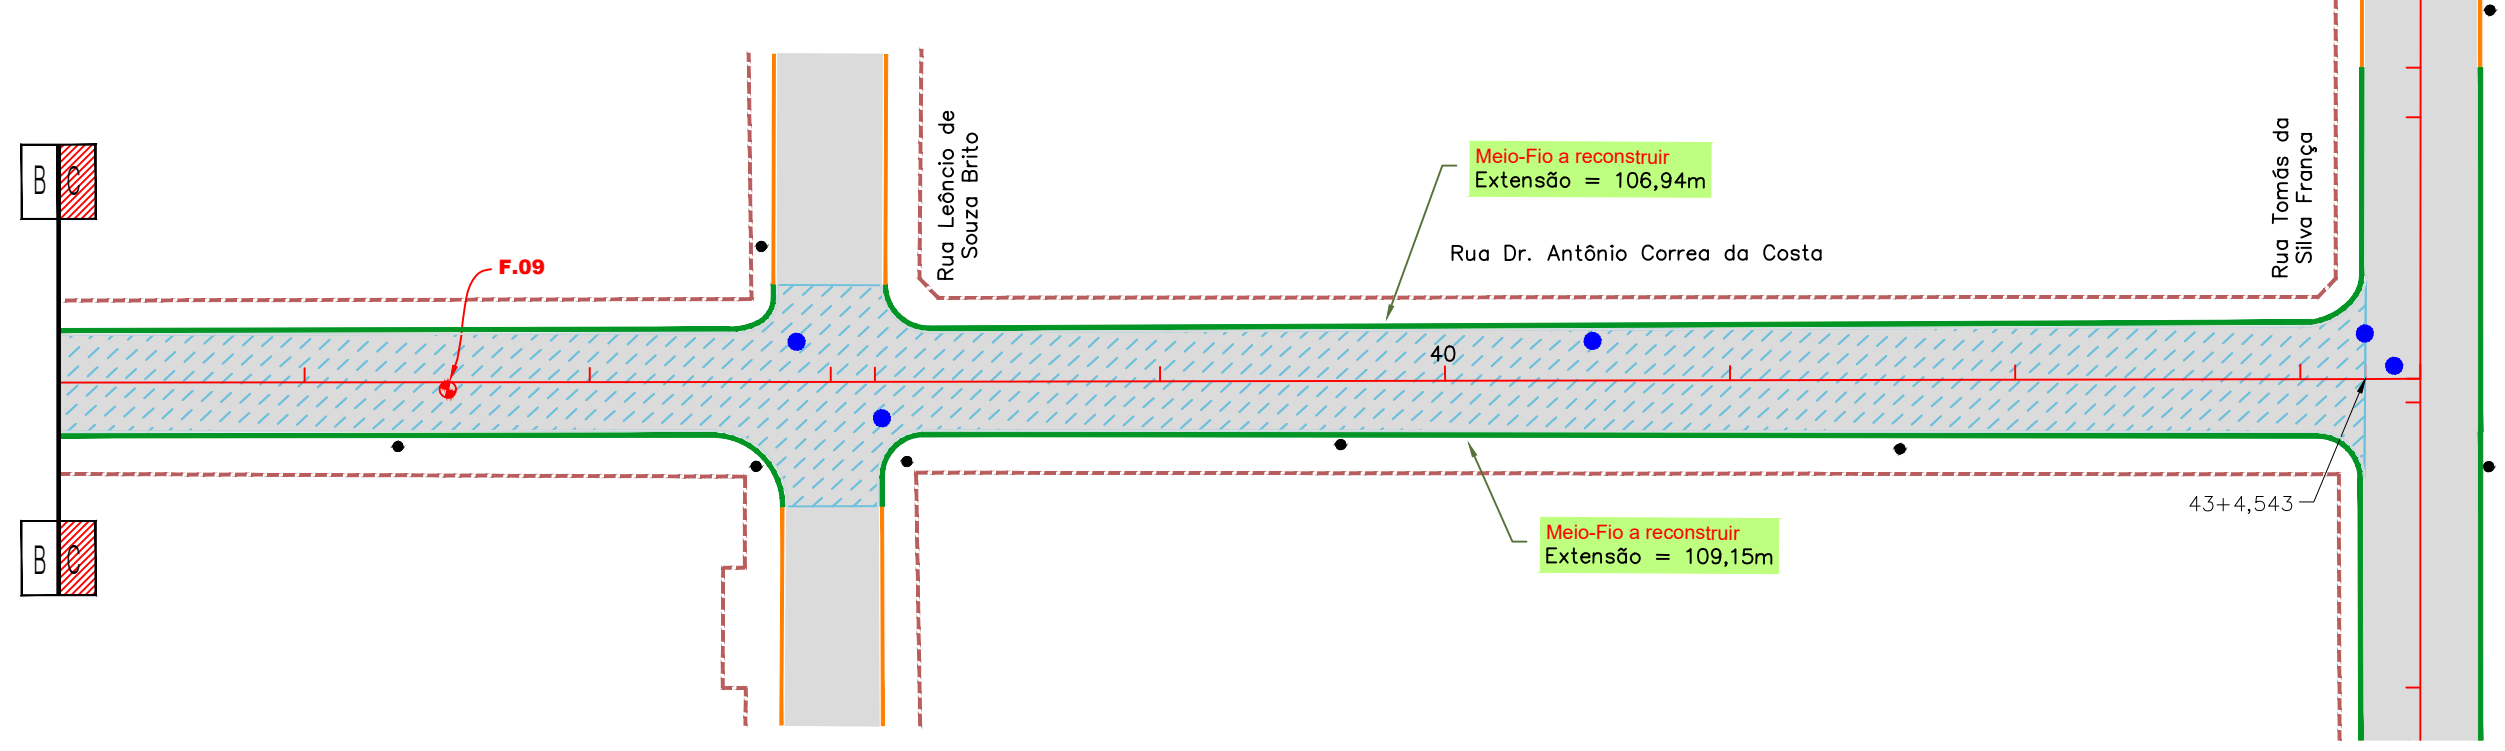 B C
F.09
Rua Leôncio de
Souza Brito
Meio-Fio a reconstruir
Extensão = 106,94m
Rua Dr. Antônio Correa da Costa
Rua Tomás da
Silva França
40
43+4,543
B C
Meio-Fio a reconstruir
Extensão = 109,15m